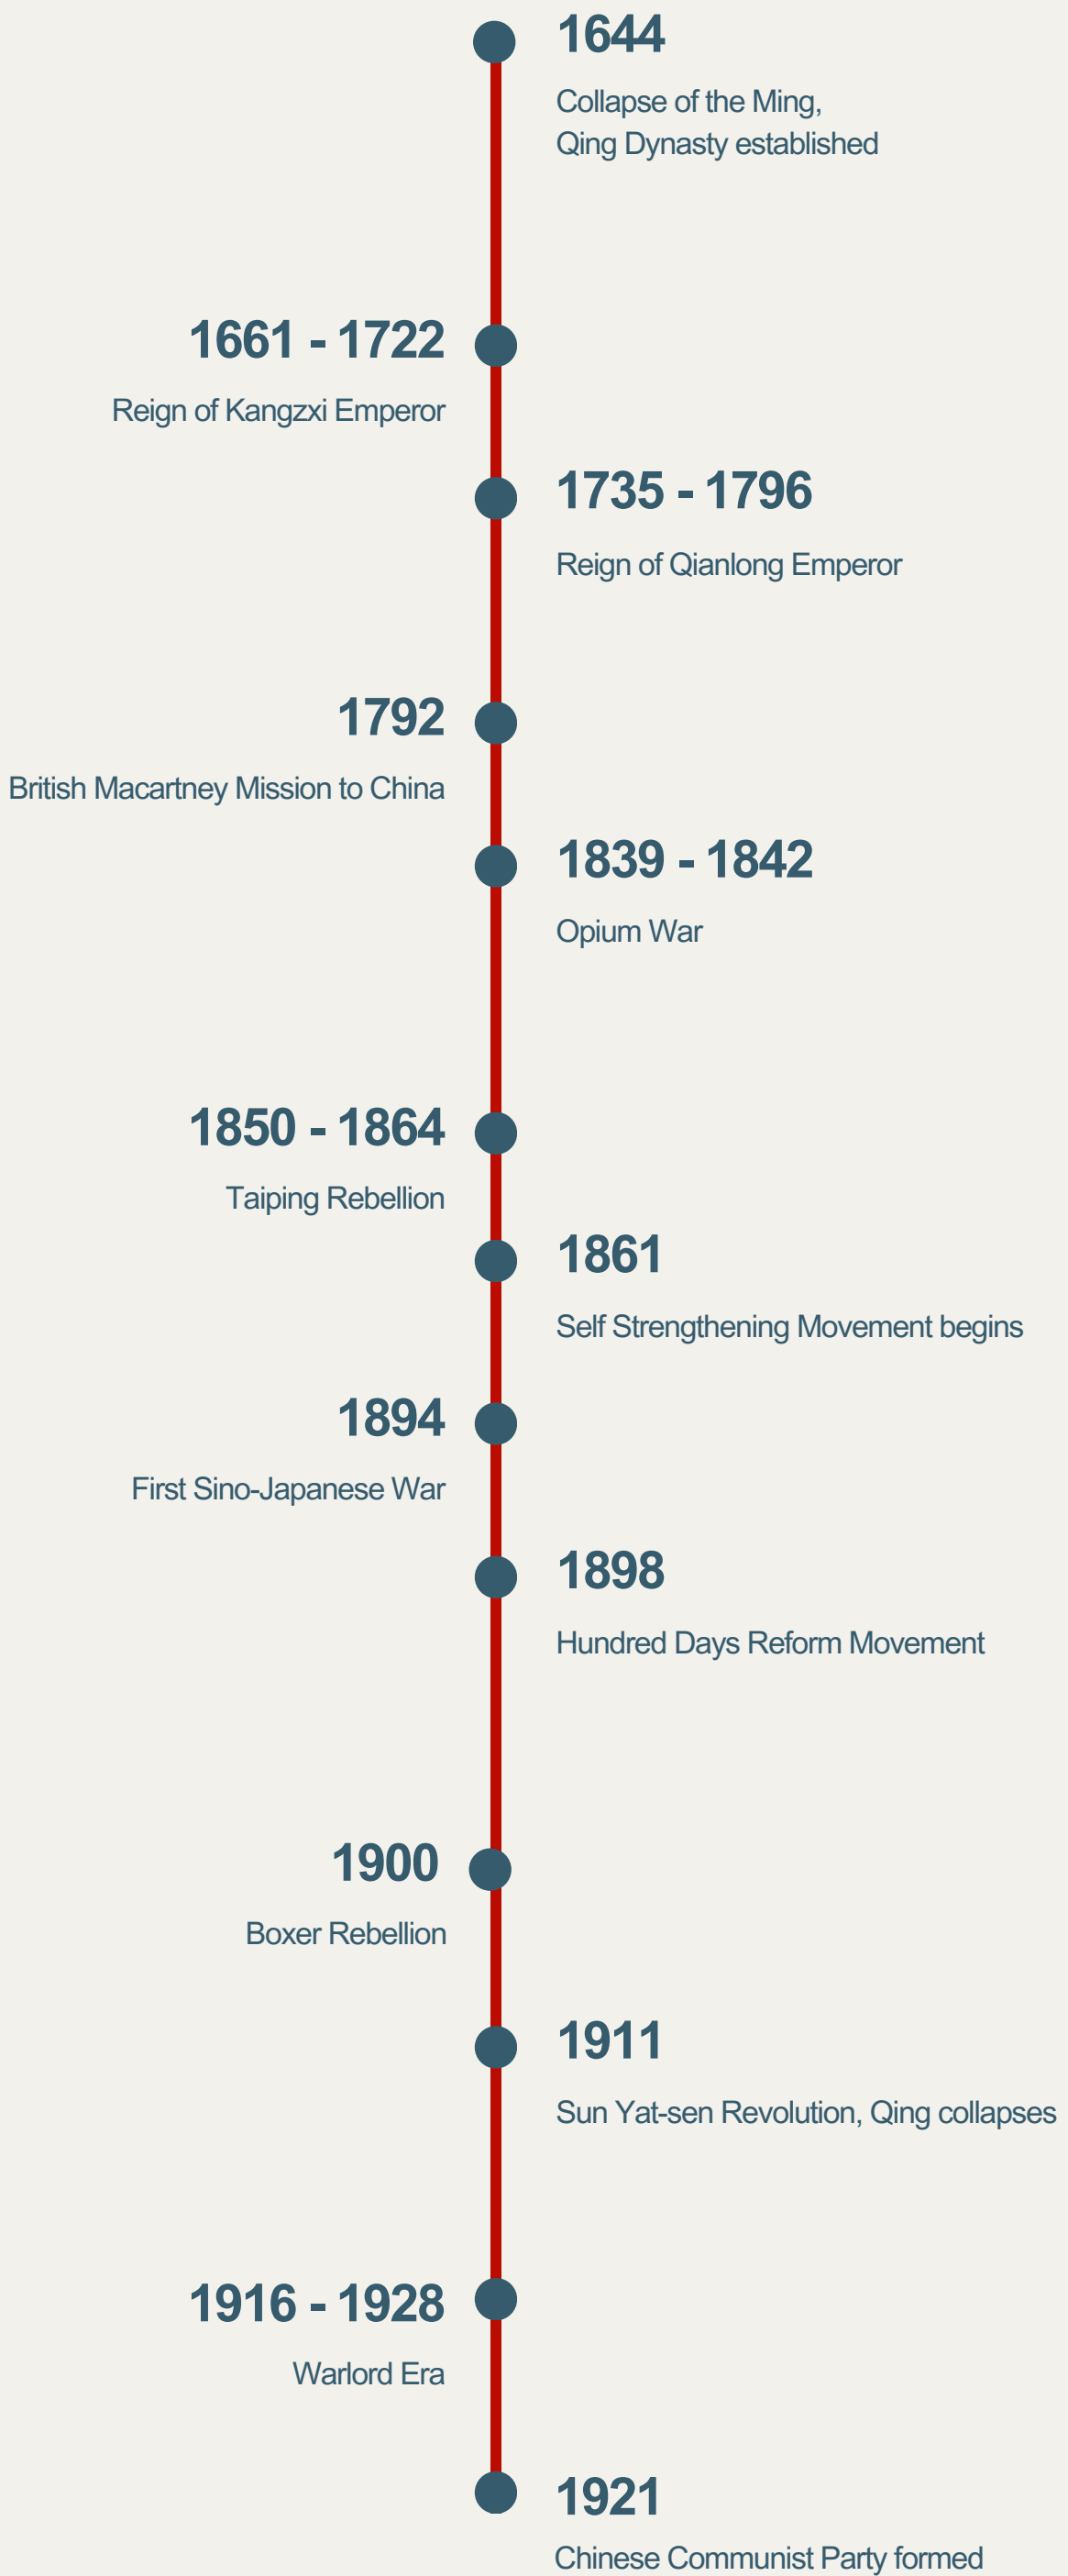 1644
Collapse of the Ming,
Qing Dynasty established
1661 - 1722
Reign of Kangzxi Emperor
1735 - 1796
Reign of Qianlong Emperor
1792
British Macartney Mission to China
1839 - 1842
Opium War
1850 - 1864
Taiping Rebellion
1861
Self Strengthening Movement begins
1894
First Sino-Japanese War
1898
Hundred Days Reform Movement
1900
Boxer Rebellion
1911
Sun Yat-sen Revolution, Qing collapses
1916 - 1928
Warlord Era
1921
Chinese Communist Party formed